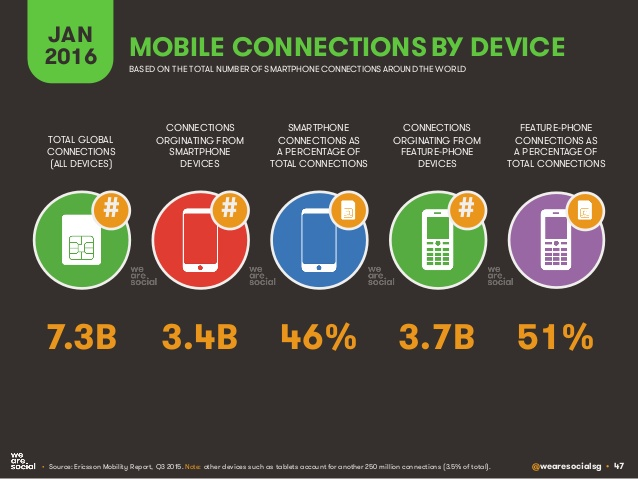 JAN
2016
MOBILE CONNECTIONS BY DEVICE
BASED ON THE TOTAL NUMBER OF SMARTPHONE CONNECTIONS AROUND THE WORLD
TOTAL GLOBAL
CONNECTIONS
(ALL DEVICES)
CONNECTIONS
ORGINATING FROM
SMARTPHONE
DEVICES
SMARTPHONE
CONNECTIONS AS
A PERCENTAGE OF
TOTAL CONNECTIONS
CONNECTIONS
ORGINATING FROM
FEATURE-PHONE
DEVICES
FEATURE-PHONE
CONNECTIONS AS
A PERCENTAGE OF
TOTAL CONNECTIONS
#
#
#
we
are
social
we
are
social
we
are
social
we
are
social
7.3B
3.4B
46%
3.7B
51%
we
are
social
• Source: Ericsson Mobility Report, Q3 2015. Note: other devices such as tablets account for another 250 million connections (3.5% of total).
@wearesocialsg • 47